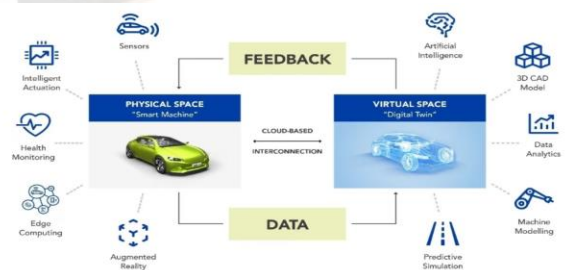 Sensors
Artificial
Intelligence
FEEDBACK
Intelligent
Actuation
3D CAD
Model
PHYSICAL SPACE
"Smart Machine"
VIRTUAL SPACE
"Digital Twin"
CLOUD-BASED
INTERCONNECTION
Health
Monitoring
Data
Analytics
Edge
Computing
DATA
Machine
Modelling
Augmented
Reality
Predictive
Simulation